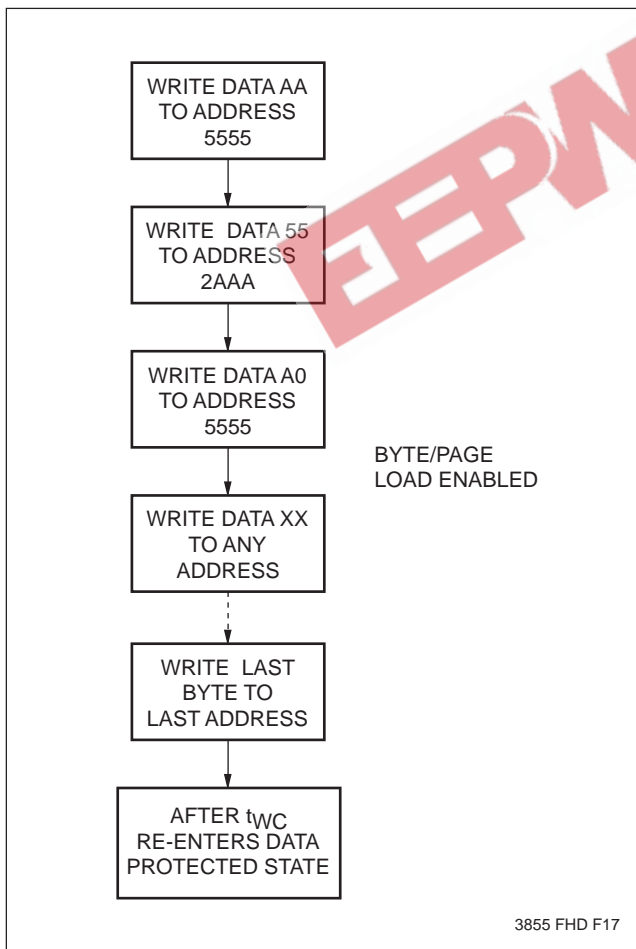 WRITE DATA AA
TO ADDRESS
5555
WRITE DATA 55
TO ADDRESS
2AAA
WRITE DATA A0
TO ADDRESS
5555
BYTE/PAGE
LOAD ENABLED
WRITE DATA XX
TO ANY
ADDRESS
WRITE LAST
BYTE TO
LAST ADDRESS
AFTER tWC
RE-ENTERS DATA
PROTECTED STATE
3855 FHD F17
EEPW